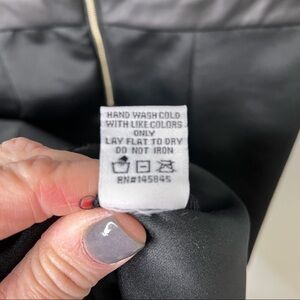 HAND WASH COLD
WITH LIKE COLORS
ONLY
LAY FLAT TO DRY
DO NOT IRON
RN#145845